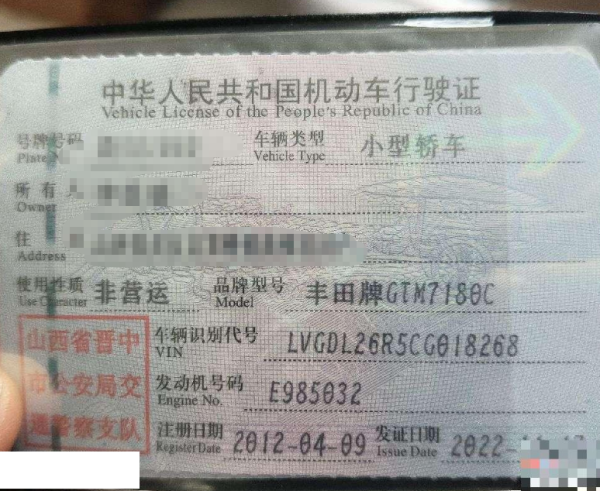 中华人民共和国机动车行驶证
Vehicle License of the People's Republic of China
号牌号码 车辆类型 小型轿车
Plate N Vehicle Type
所有人
Owner
住
Address
使用性质 非营运 品牌型号 丰田牌GTM7180C
Use Character Model
山西省晋中市公安局交通警察支队
车辆识别代号 LVGDL26R5CG018268
VIN
发动机号码 E985032
Engine No.
注册日期 2012-04-09 发证日期 2022-
Register Date Issue Date